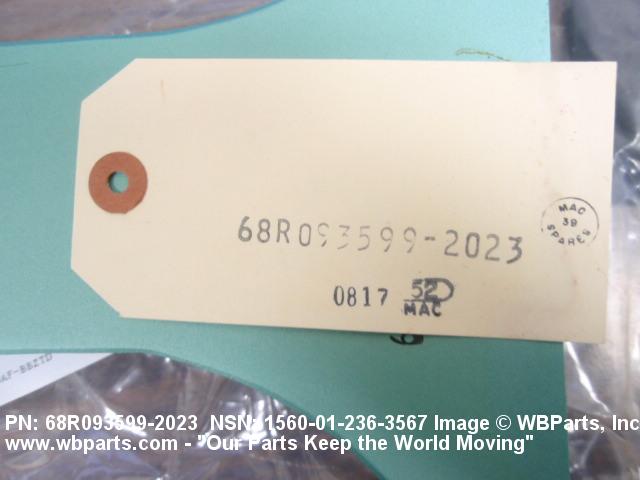 68R093599-2023
MAC
39
SPARES
0817 52D
MAC
PN: 68R093599-2023 NSN: 1560-01-236-3567 Image © WBParts, Inc
www.wbparts.com - "Our Parts Keep the World Moving"